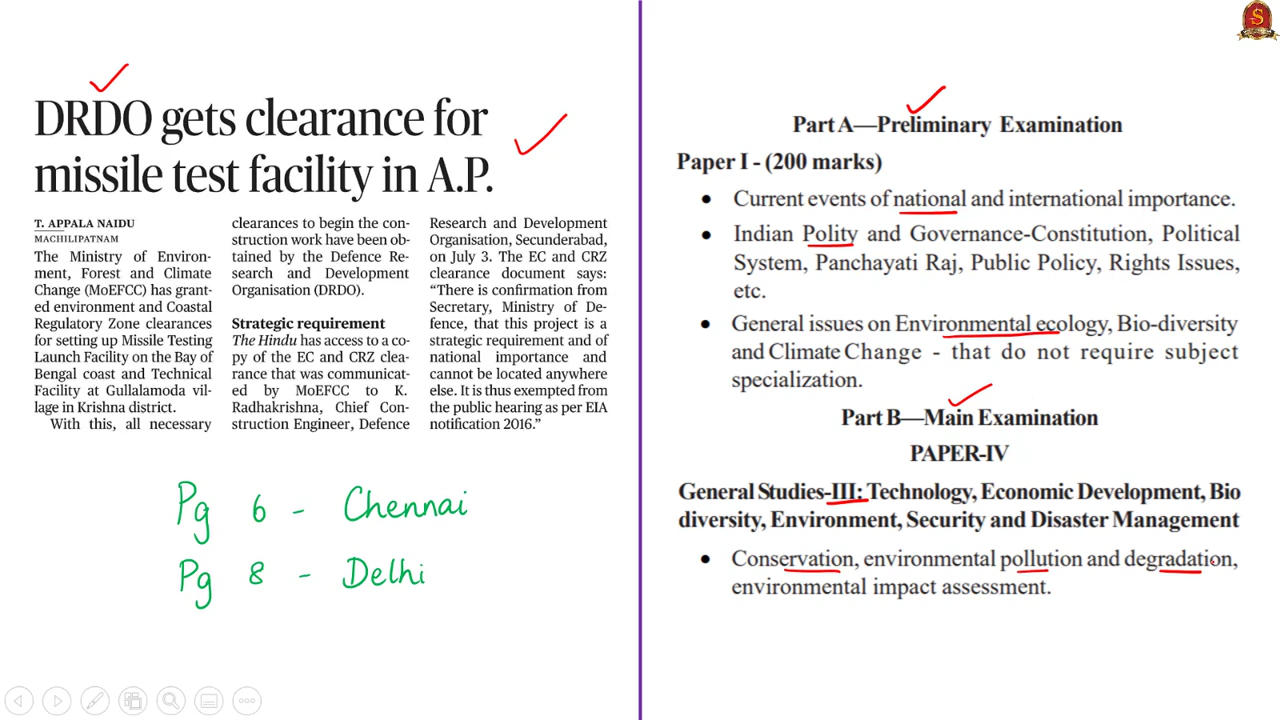 DRDO gets clearance for
missile test facility in A.P.
T. APPALA NAIDU
MACHILIPATNAM
The Ministry of Environ-
ment, Forest and Climate
Change (MoEFCC) has grant-
ed environment and Coastal
Regulatory Zone clearances
for setting up Missile Testing
Launch Facility on the Bay of
Bengal coast and Technical
Facility at Gullalamoda vil-
lage in Krishna district.
With this, all necessary
clearances to begin the con-
struction work have been ob-
tained by the Defence Re-
search and Development
Organisation (DRDO).
Strategic requirement
The Hindu has access to a co-
py of the EC and CRZ clea-
rance that was communicat-
ed by MoEFCC to K.
Radhakrishna, Chief Con-
struction Engineer, Defence
Research and Development
Organisation, Secunderabad,
on July 3. The EC and CRZ
clearance document says:
“There is confirmation from
Secretary, Ministry of De-
fence, that this project is a
strategic requirement and of
national importance and
cannot be located anywhere
else. It is thus exempted from
the public hearing as per EIA
notification 2016.”
Pg 6 - Chennai
Pg 8 - Delhi
Part A—Preliminary Examination
Paper I - (200 marks)
• Current events of national and international importance.
• Indian Polity and Governance-Constitution, Political
System, Panchayati Raj, Public Policy, Rights Issues,
etc.
• General issues on Environmental ecology, Bio-diversity
and Climate Change - that do not require subject
specialization.
Part B—Main Examination
PAPER-IV
General Studies-III: Technology, Economic Development, Bio
diversity, Environment, Security and Disaster Management
• Conservation, environmental pollution and degradation,
environmental impact assessment.
S